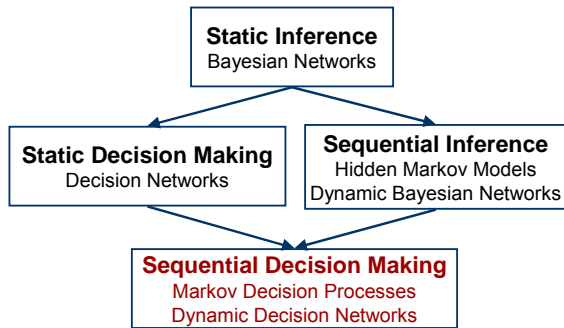 Static Inference
Bayesian Networks
Static Decision Making
Decision Networks
Sequential Inference
Hidden Markov Models
Dynamic Bayesian Networks
Sequential Decision Making
Markov Decision Processes
Dynamic Decision Networks